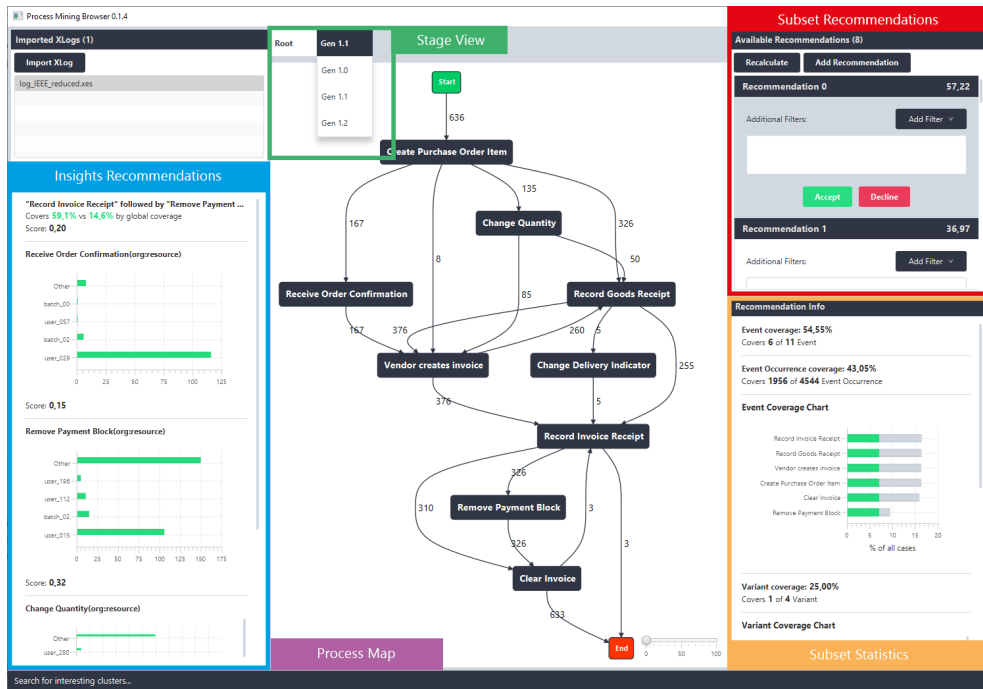 Process Mining Browser 0.1.4
Imported XLogs (1)
Import XLog
log_IEEE_reduced.xes
Insights Recommendations
"Record Invoice Receipt" followed by "Remove Payment ...
Covers 59,1% vs 14,6% by global coverage
Score: 0,20
Receive Order Confirmation(org:resource)
Other
batch_00
user_057
batch_02
user_029
0 25 50 75 100 125
Score: 0,15
Remove Payment Block(org:resource)
Other
user_196
user_112
batch_02
user_015
0 25 50 75 100 125 150 175
Score: 0,32
Change Quantity(org:resource)
Other
user_280
Search for interesting clusters...
Root Gen 1.1
Gen 1.0
Gen 1.1
Gen 1.2
Stage View
Start
636
Create Purchase Order Item
135
167
Change Quantity
326
8
50
Receive Order Confirmation
85
Record Goods Receipt
167
376
260
5
Vendor creates invoice
Change Delivery Indicator
255
376
5
Record Invoice Receipt
326
310
Remove Payment Block
3
326
3
Clear Invoice
633
End
0 50 100
Process Map
Subset Recommendations
Available Recommendations (8)
Recalculate Add Recommendation
Recommendation 0 57,22
Additional Filters: Add Filter
Accept Decline
Recommendation 1 36,97
Additional Filters: Add Filter
Recommendation Info
Event coverage: 54,55%
Covers 6 of 11 Event
Event Occurrence coverage: 43,05%
Covers 1956 of 4544 Event Occurrence
Event Coverage Chart
Record Invoice Receipt
Record Goods Receipt
Vendor creates invoice
Create Purchase Order Item
Clear Invoice
Remove Payment Block
0 5 10 15 20
% of all cases
Variant coverage: 25,00%
Covers 1 of 4 Variant
Variant Coverage Chart
Subset Statistics